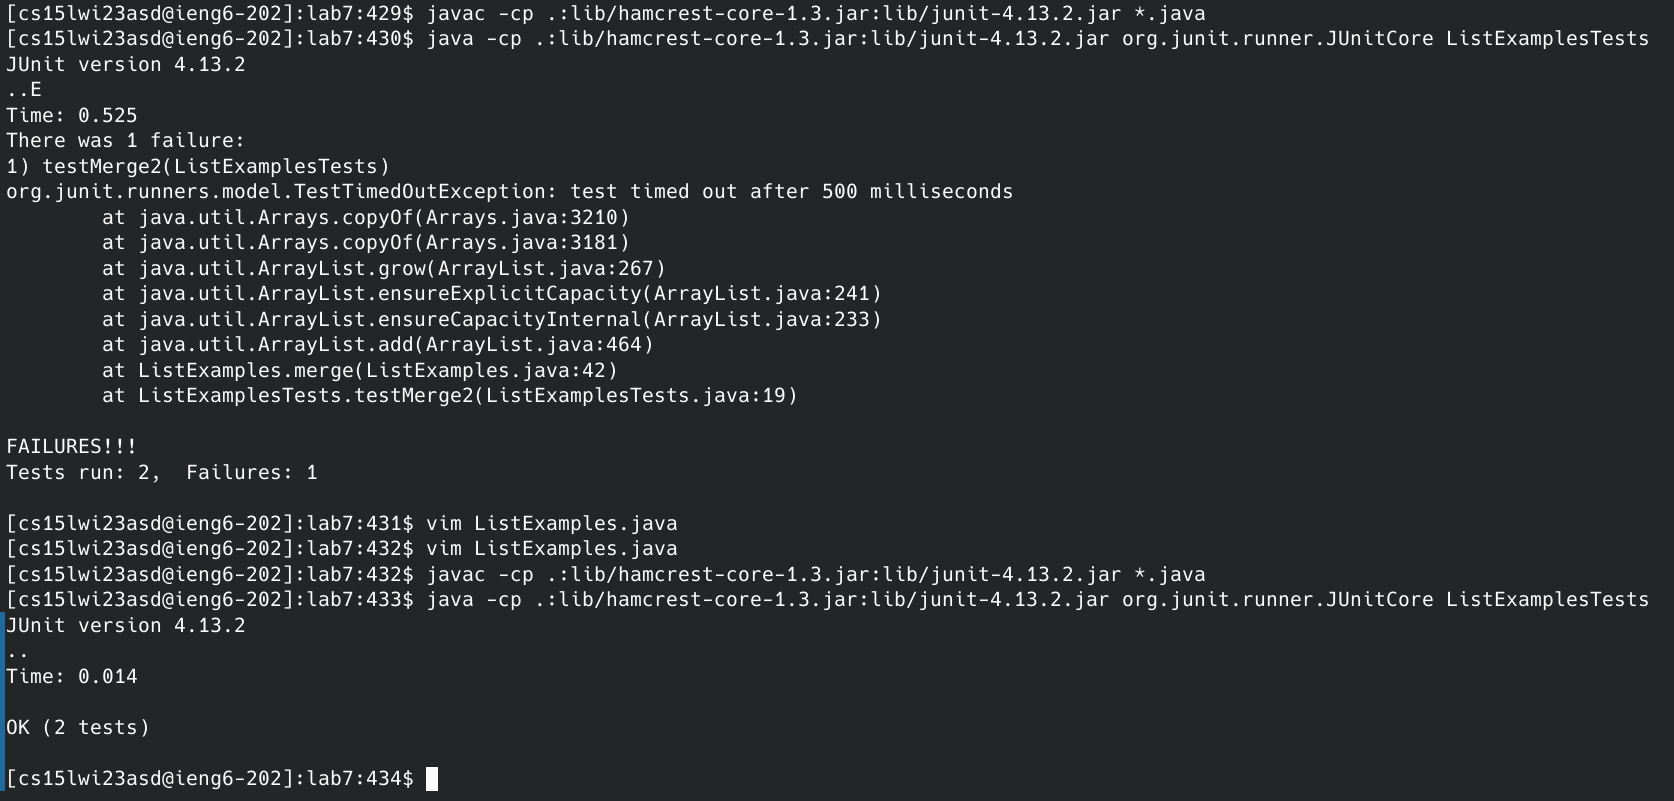 [cs15lwi23asd@ieng6-202]:lab7:429$ javac -cp .:lib/hamcrest-core-1.3.jar:lib/junit-4.13.2.jar *.java
[cs15lwi23asd@ieng6-202]:lab7:430$ java -cp .:lib/hamcrest-core-1.3.jar:lib/junit-4.13.2.jar org.junit.runner.JUnitCore ListExamplesTests
JUnit version 4.13.2
..E
Time: 0.525
There was 1 failure:
1) testMerge2(ListExamplesTests)
org.junit.runners.model.TestTimedOutException: test timed out after 500 milliseconds
        at java.util.Arrays.copyOf(Arrays.java:3210)
        at java.util.Arrays.copyOf(Arrays.java:3181)
        at java.util.ArrayList.grow(ArrayList.java:267)
        at java.util.ArrayList.ensureExplicitCapacity(ArrayList.java:241)
        at java.util.ArrayList.ensureCapacityInternal(ArrayList.java:233)
        at java.util.ArrayList.add(ArrayList.java:464)
        at ListExamples.merge(ListExamples.java:42)
        at ListExamplesTests.testMerge2(ListExamplesTests.java:19)

FAILURES!!!
Tests run: 2,  Failures: 1

[cs15lwi23asd@ieng6-202]:lab7:431$ vim ListExamples.java
[cs15lwi23asd@ieng6-202]:lab7:432$ vim ListExamples.java
[cs15lwi23asd@ieng6-202]:lab7:432$ javac -cp .:lib/hamcrest-core-1.3.jar:lib/junit-4.13.2.jar *.java
[cs15lwi23asd@ieng6-202]:lab7:433$ java -cp .:lib/hamcrest-core-1.3.jar:lib/junit-4.13.2.jar org.junit.runner.JUnitCore ListExamplesTests
JUnit version 4.13.2
..
Time: 0.014

OK (2 tests)

[cs15lwi23asd@ieng6-202]:lab7:434$